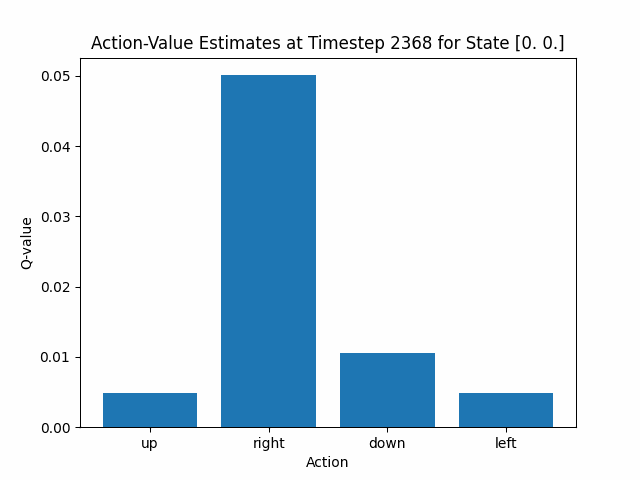 Action-Value Estimates at Timestep 2368 for State [0. 0.]
0.05
0.04
0.03
0.02
0.01
0.00
Q-value
up right down left
Action